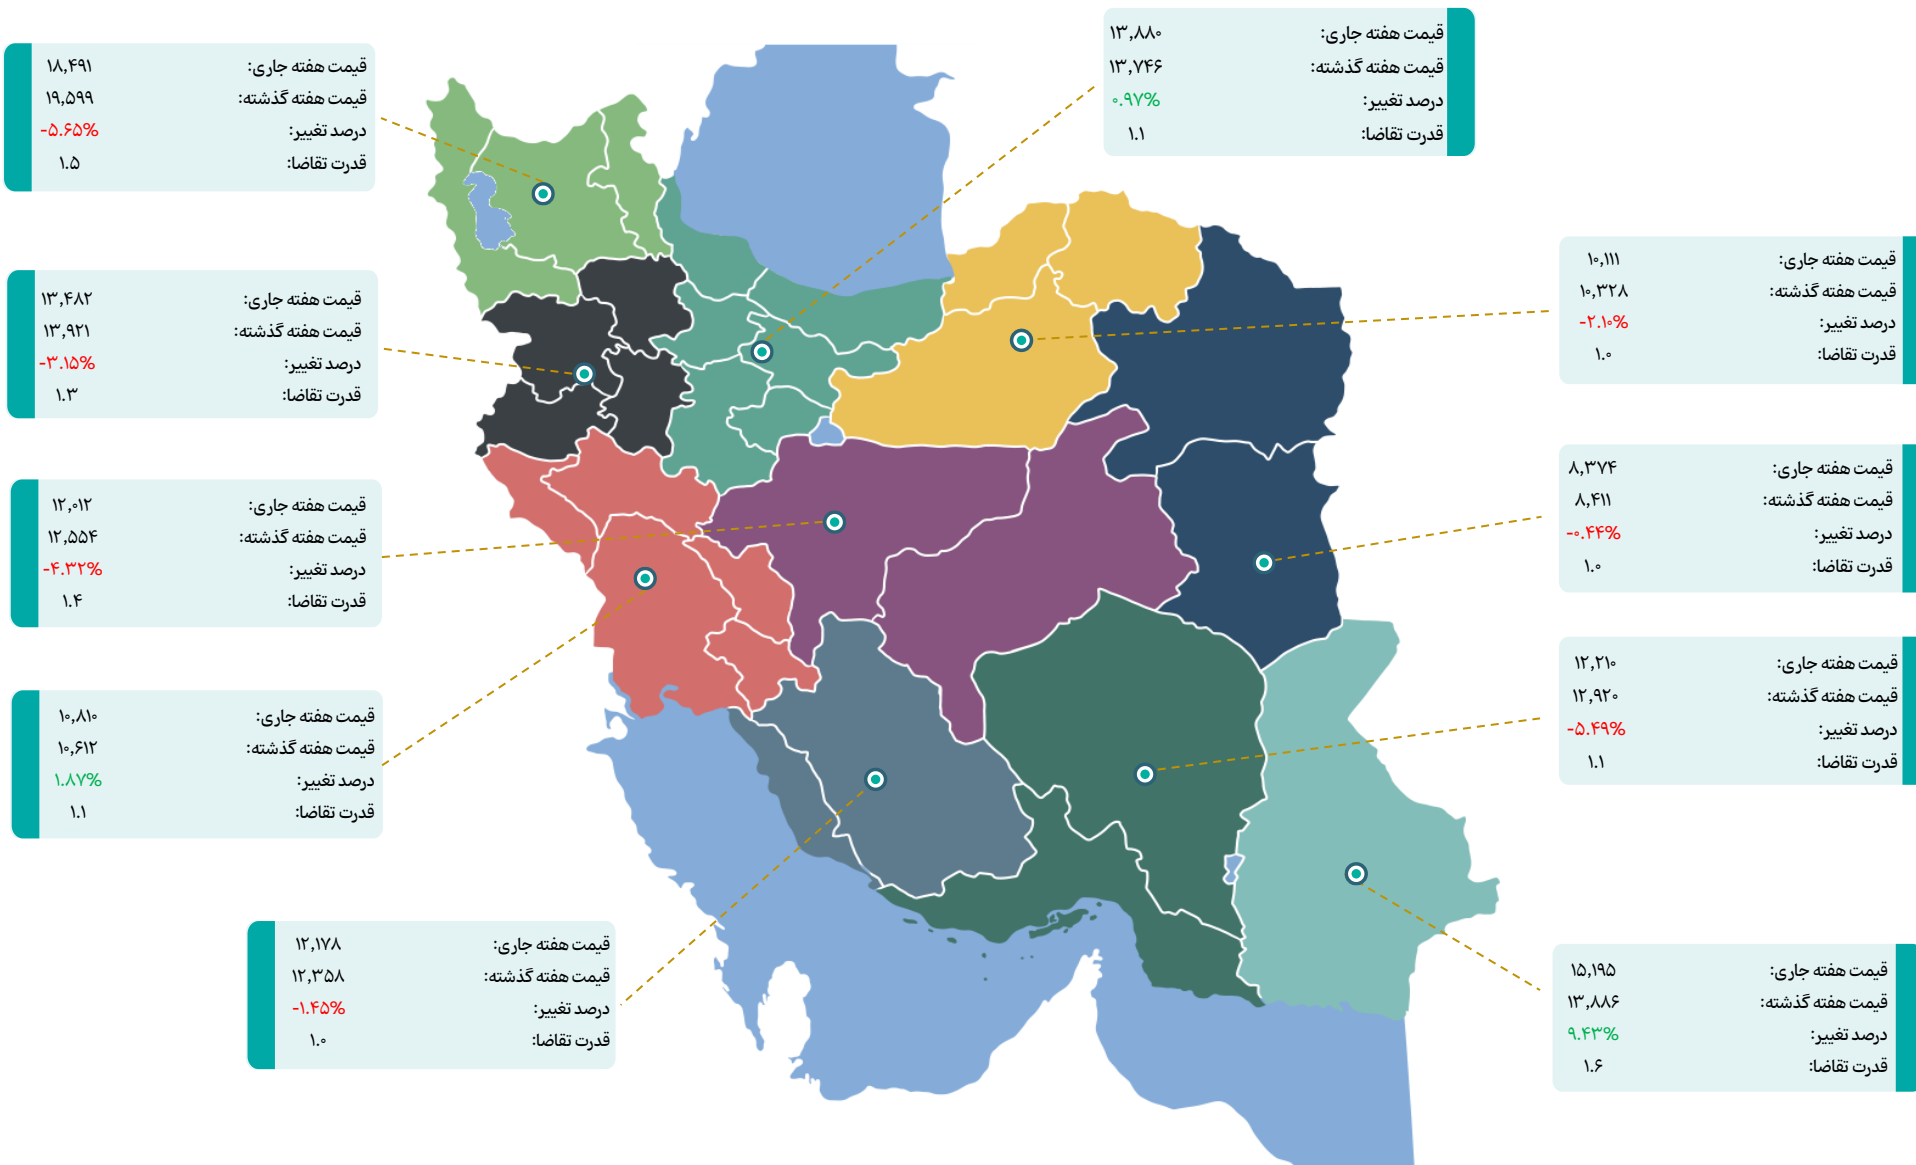 قیمت هفته جاری: ۱۸,۴۹۱
قیمت هفته گذشته: ۱۹,۵۹۹
درصد تغییر: -۵.۶۵%
قدرت تقاضا: ۱.۵
قیمت هفته جاری: ۱۳,۸۸۰
قیمت هفته گذشته: ۱۳,۷۴۶
درصد تغییر: ۰.۹۷%
قدرت تقاضا: ۱.۱
قیمت هفته جاری: ۱۰,۱۱۱
قیمت هفته گذشته: ۱۰,۳۲۸
درصد تغییر: -۲.۱۰%
قدرت تقاضا: ۱.۰
قیمت هفته جاری: ۱۳,۴۸۲
قیمت هفته گذشته: ۱۳,۹۲۱
درصد تغییر: -۳.۱۵%
قدرت تقاضا: ۱.۳
قیمت هفته جاری: ۸,۳۷۴
قیمت هفته گذشته: ۸,۴۱۱
درصد تغییر: -۰.۴۴%
قدرت تقاضا: ۱.۰
قیمت هفته جاری: ۱۲,۰۱۲
قیمت هفته گذشته: ۱۲,۵۵۴
درصد تغییر: -۴.۳۲%
قدرت تقاضا: ۱.۴
قیمت هفته جاری: ۱۲,۲۱۰
قیمت هفته گذشته: ۱۲,۹۲۰
درصد تغییر: -۵.۴۹%
قدرت تقاضا: ۱.۱
قیمت هفته جاری: ۱۰,۸۱۰
قیمت هفته گذشته: ۱۰,۶۱۲
درصد تغییر: ۱.۸۷%
قدرت تقاضا: ۱.۱
قیمت هفته جاری: ۱۲,۱۷۸
قیمت هفته گذشته: ۱۲,۳۵۸
درصد تغییر: -۱.۴۵%
قدرت تقاضا: ۱.۰
قیمت هفته جاری: ۱۵,۱۹۵
قیمت هفته گذشته: ۱۳,۸۸۶
درصد تغییر: ۹.۴۳%
قدرت تقاضا: ۱.۶